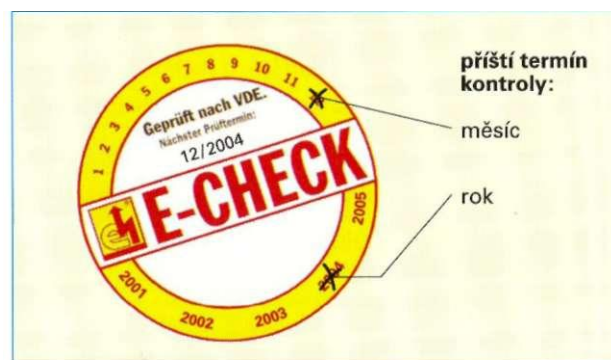 příští termín
kontroly:
měsíc
rok
1 2 3 4 5 6 7 8 9 10 11
Geprüft nach VDE.
Nächster Prüftermin:
12/2004
E-CHECK
2001 2002 2003 2004 2005